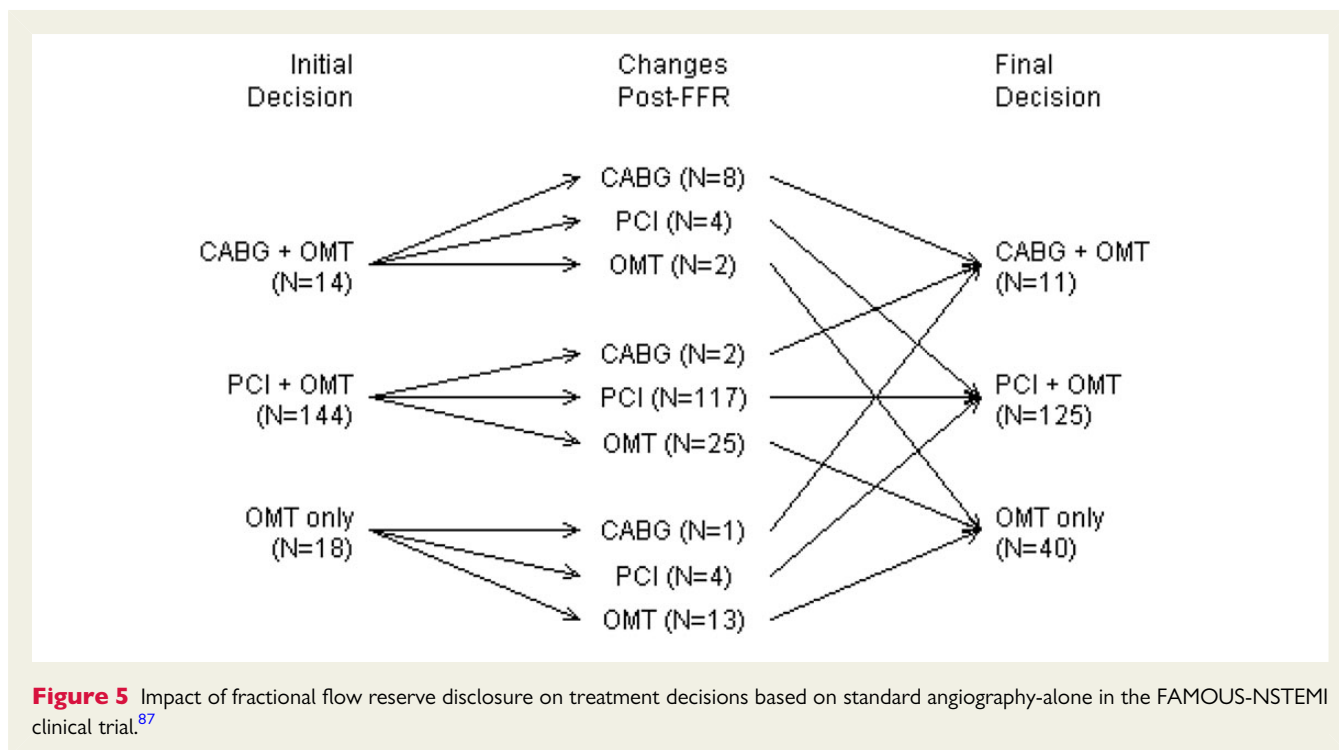 Initial
Decision
Changes
Post-FFR
Final
Decision
CABG + OMT
(N=14)
CABG (N=8)
PCI (N=4)
OMT (N=2)
CABG + OMT
(N=11)
PCI + OMT
(N=144)
CABG (N=2)
PCI (N=117)
OMT (N=25)
PCI + OMT
(N=125)
OMT only
(N=18)
CABG (N=1)
PCI (N=4)
OMT (N=13)
OMT only
(N=40)
Figure 5 Impact of fractional flow reserve disclosure on treatment decisions based on standard angiography-alone in the FAMOUS-NSTEMI
clinical trial.87